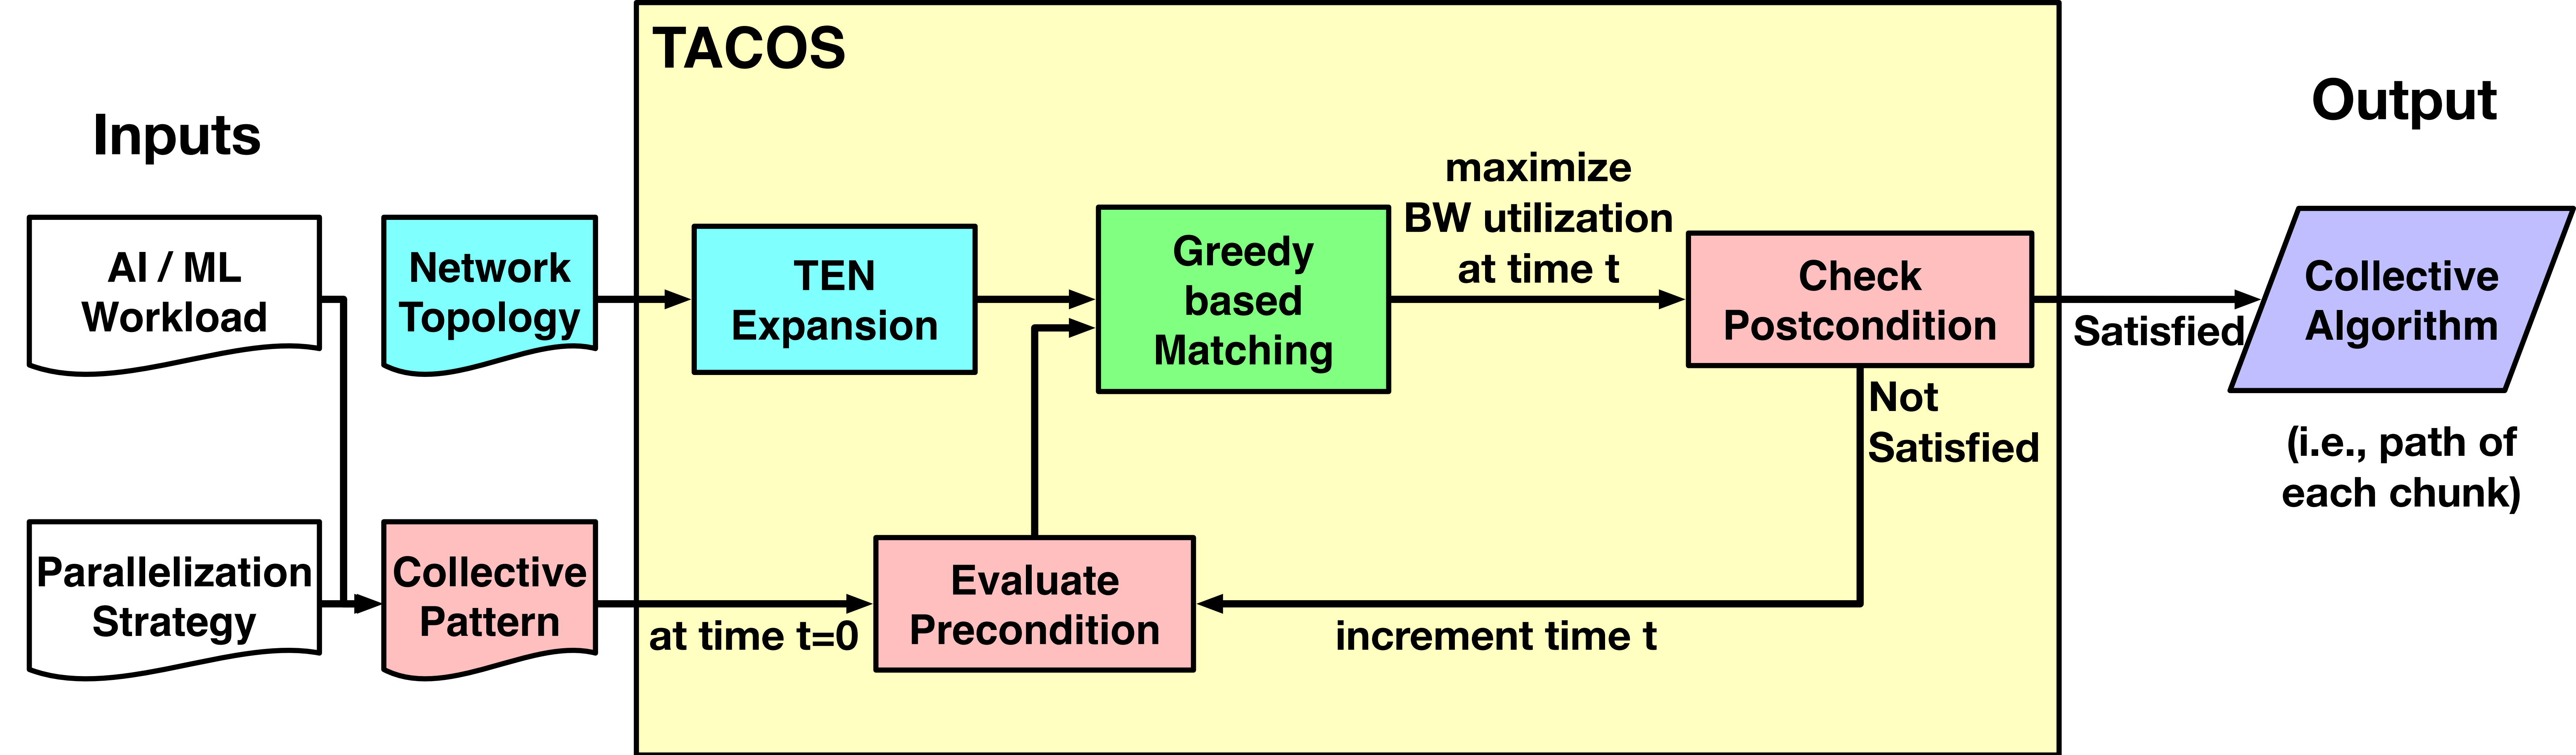 TACOS
Inputs
Output
AI / ML
Workload
Network
Topology
TEN
Expansion
Greedy
based
Matching
maximize
BW utilization
at time t
Check
Postcondition
Satisfied
Collective
Algorithm
(i.e., path of
each chunk)
Not
Satisfied
Parallelization
Strategy
Collective
Pattern
at time t=0
Evaluate
Precondition
increment time t